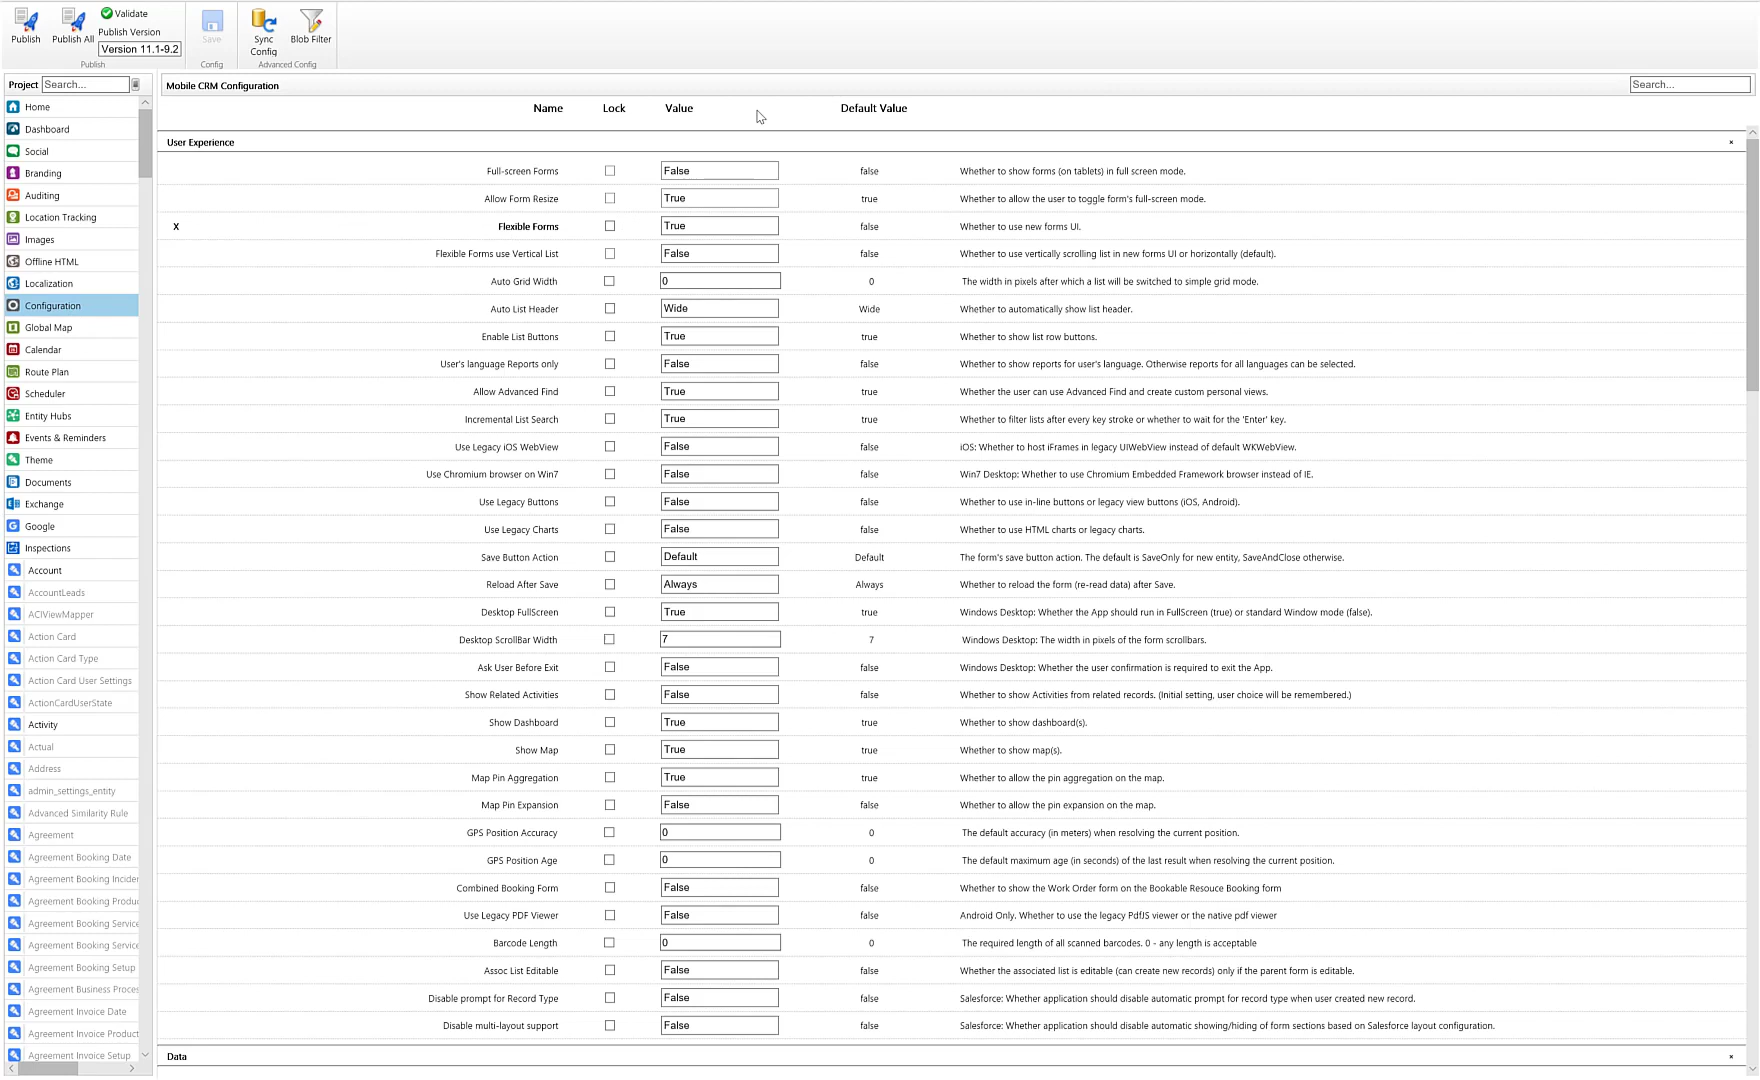 Publish
Publish All
Validate
Publish Version
Version 11.1-9.2
Publish
Save
Config
Sync
Config
Blob Filter
Advanced Config
Project
Search...
Home
Dashboard
Social
Branding
Auditing
Location Tracking
Images
Offline HTML
Localization
Configuration
Global Map
Calendar
Route Plan
Scheduler
Entity Hubs
Events & Reminders
Theme
Documents
Exchange
Google
Inspections
Account
AccountLeads
ACIViewMapper
Action Card
Action Card Type
Action Card User Settings
ActionCardUserState
Activity
Actual
Address
admin_settings_entity
Advanced Similarity Rule
Agreement
Agreement Booking Date
Agreement Booking Incider
Agreement Booking Produ
Agreement Booking Service
Agreement Booking Service
Agreement Booking Setup
Agreement Business Proces
Agreement Invoice Date
Agreement Invoice Product
Agreement Invoice Setup
Mobile CRM Configuration
Search...
Name Lock Value Default Value
User Experience
Full-screen Forms False false Whether to show forms (on tablets) in full screen mode.
Allow Form Resize True true Whether to allow the user to toggle form's full-screen mode.
X Flexible Forms True false Whether to use new forms UI.
Flexible Forms use Vertical List False false Whether to use vertically scrolling list in new forms UI or horizontally (default).
Auto Grid Width 0 0 The width in pixels after which a list will be switched to simple grid mode.
Auto List Header Wide Wide Whether to automatically show list header.
Enable List Buttons True true Whether to show list row buttons.
User's language Reports only False false Whether to show reports for user's language. Otherwise reports for all languages can be selected.
Allow Advanced Find True true Whether the user can use Advanced Find and create custom personal views.
Incremental List Search True true Whether to filter lists after every key stroke or whether to wait for the 'Enter' key.
Use Legacy iOS WebView False false iOS: Whether to host iFrames in legacy UIWebView instead of default WKWebView.
Use Chromium browser on Win7 False false Win7 Desktop: Whether to use Chromium Embedded Framework browser instead of IE.
Use Legacy Buttons False false Whether to use in-line buttons or legacy view buttons (iOS, Android).
Use Legacy Charts False false Whether to use HTML charts or legacy charts.
Save Button Action Default Default The form's save button action. The default is SaveOnly for new entity, SaveAndClose otherwise.
Reload After Save Always Always Whether to reload the form (re-read data) after Save.
Desktop FullScreen True true Windows Desktop: Whether the App should run in FullScreen (true) or standard Window mode (false).
Desktop ScrollBar Width 7 7 Windows Desktop: The width in pixels of the form scrollbars.
Ask User Before Exit False false Windows Desktop: Whether the user confirmation is required to exit the App.
Show Related Activities False false Whether to show Activities from related records. (Initial setting, user choice will be remembered.)
Show Dashboard True true Whether to show dashboard(s).
Show Map True true Whether to show map(s).
Map Pin Aggregation True true Whether to allow the pin aggregation on the map.
Map Pin Expansion False false Whether to allow the pin expansion on the map.
GPS Position Accuracy 0 0 The default accuracy (in meters) when resolving the current position.
GPS Position Age 0 0 The default maximum age (in seconds) of the last result when resolving the current position.
Combined Booking Form False false Whether to show the Work Order form on the Bookable Resouce Booking form
Use Legacy PDF Viewer False false Android Only. Whether to use the legacy PdfJS viewer or the native pdf viewer
Barcode Length 0 0 The required length of all scanned barcodes. 0 - any length is acceptable
Assoc List Editable False false Whether the associated list is editable (can create new records) only if the parent form is editable.
Disable prompt for Record Type False false Salesforce: Whether application should disable automatic prompt for record type when user created new record.
Disable multi-layout support False false Salesforce: Whether application should disable automatic showing/hiding of form sections based on Salesforce layout configuration.
Data